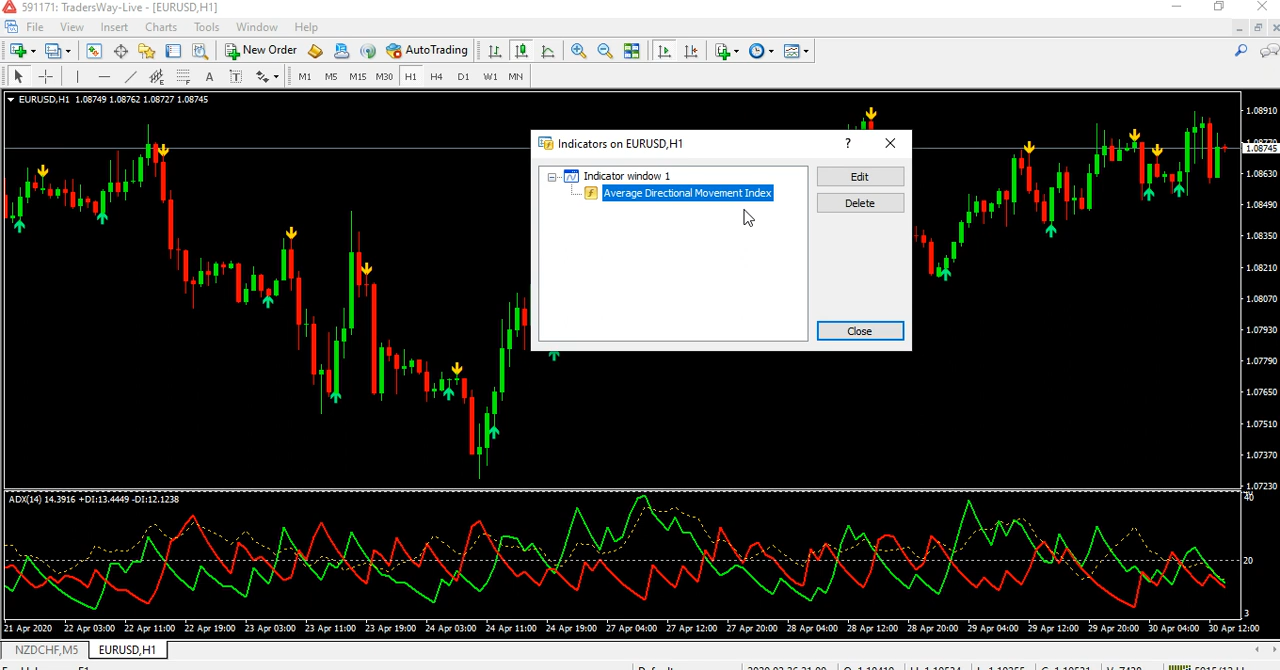 591171: TradersWay-Live - [EURUSD,H1]
File View Insert Charts Tools Window Help
New Order AutoTrading
A T M1 M5 M15 M30 H1 H4 D1 W1 MN
EURUSD,H1 1.08749 1.08762 1.08727 1.08745
Indicators on EURUSD,H1 ?
Indicator window 1
Average Directional Movement Index
Edit
Delete
Close
1.08910
1.08745
1.08630
1.08490
1.08350
1.08210
1.08070
1.07930
1.07790
1.07650
1.07510
1.07370
1.07230
ADX(14) 14.3916 +DI:13.4449 -DI:12.1238
20
3
21 Apr 2020 22 Apr 03:00 22 Apr 11:00 22 Apr 19:00 23 Apr 03:00 23 Apr 11:00 23 Apr 19:00 24 Apr 03:00 24 Apr 11:00 24 Apr 19:00 27 Apr 04:00 27 Apr 12:00 27 Apr 20:00 28 Apr 04:00 28 Apr 12:00 28 Apr 20:00 29 Apr 04:00 29 Apr 12:00 29 Apr 20:00 30 Apr 04:00 30 Apr 12:00
NZDCHF,M5 EURUSD,H1